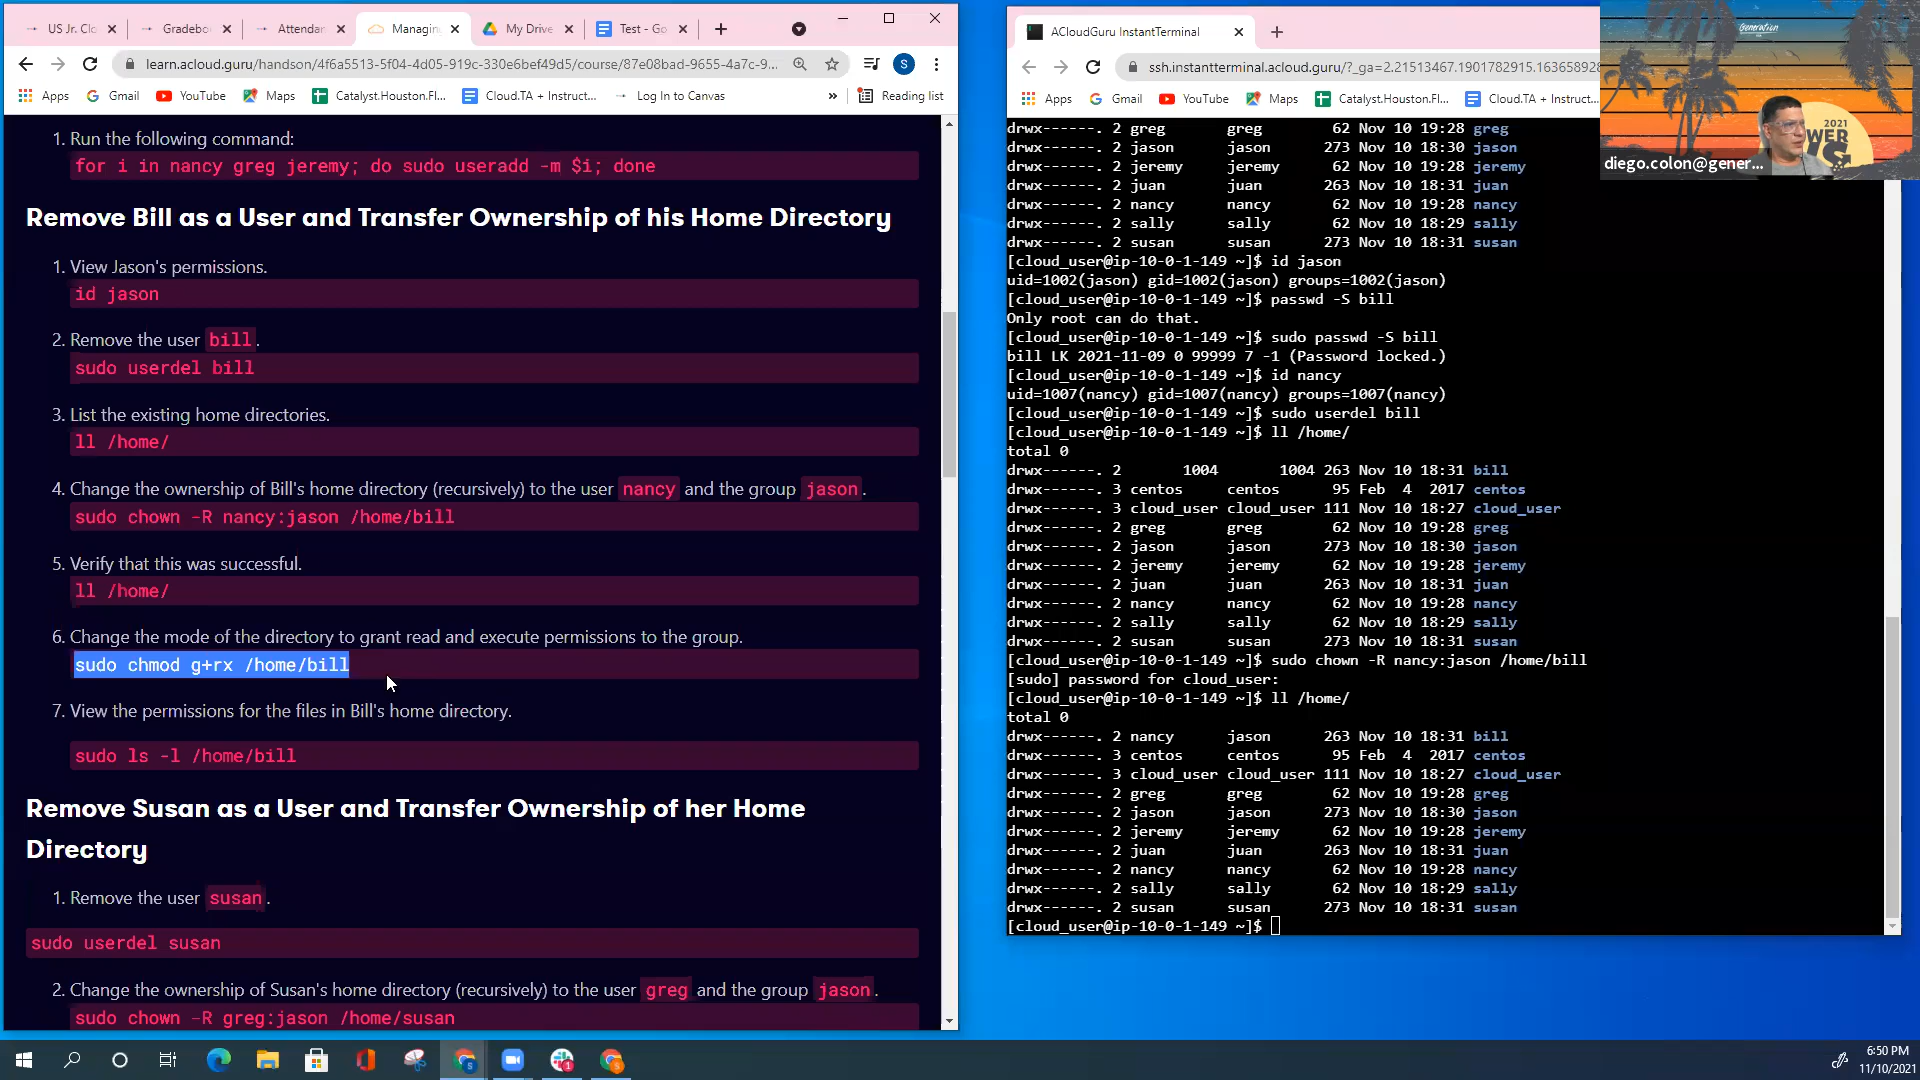 US Jr. Clc
Gradebo
Attendan
Managing
My Drive
Test - Go
learn.acloud.guru/handson/4f6a5513-5f04-4d05-919c-330e6bef49d5/course/87e08bad-9655-4a7c-9...
S
Apps
Gmail
YouTube
Maps
Catalyst.Houston.Fl...
Cloud.TA + Instruct...
Log In to Canvas
»
Reading list
1. Run the following command:
for i in nancy greg jeremy; do sudo useradd -m $i; done
Remove Bill as a User and Transfer Ownership of his Home Directory
1. View Jason's permissions.
id jason
2. Remove the user bill.
sudo userdel bill
3. List the existing home directories.
ll /home/
4. Change the ownership of Bill's home directory (recursively) to the user nancy and the group jason.
sudo chown -R nancy:jason /home/bill
5. Verify that this was successful.
ll /home/
6. Change the mode of the directory to grant read and execute permissions to the group.
sudo chmod g+rx /home/bill
7. View the permissions for the files in Bill's home directory.
sudo ls -l /home/bill
Remove Susan as a User and Transfer Ownership of her Home
Directory
1. Remove the user susan.
sudo userdel susan
2. Change the ownership of Susan's home directory (recursively) to the user greg and the group jason.
sudo chown -R greg:jason /home/susan
ACloudGuru InstantTerminal
ssh.instantterminal.acloud.guru/?_ga=2.21513467.1901782915.163658928
Apps
Gmail
YouTube
Maps
Catalyst.Houston.Fl...
Cloud.TA + Instruct...
drwx------. 2 greg greg 62 Nov 10 19:28 greg
drwx------. 2 jason jason 273 Nov 10 18:30 jason
drwx------. 2 jeremy jeremy 62 Nov 10 19:28 jeremy
drwx------. 2 juan juan 263 Nov 10 18:31 juan
drwx------. 2 nancy nancy 62 Nov 10 19:28 nancy
drwx------. 2 sally sally 62 Nov 10 18:29 sally
drwx------. 2 susan susan 273 Nov 10 18:31 susan
[cloud_user@ip-10-0-1-149 ~]$ id jason
uid=1002(jason) gid=1002(jason) groups=1002(jason)
[cloud_user@ip-10-0-1-149 ~]$ passwd -S bill
Only root can do that.
[cloud_user@ip-10-0-1-149 ~]$ sudo passwd -S bill
bill LK 2021-11-09 0 99999 7 -1 (Password locked.)
[cloud_user@ip-10-0-1-149 ~]$ id nancy
uid=1007(nancy) gid=1007(nancy) groups=1007(nancy)
[cloud_user@ip-10-0-1-149 ~]$ sudo userdel bill
[cloud_user@ip-10-0-1-149 ~]$ ll /home/
total 0
drwx------. 2 1004 1004 263 Nov 10 18:31 bill
drwx------. 3 centos centos 95 Feb 4 2017 centos
drwx------. 3 cloud_user cloud_user 111 Nov 10 18:27 cloud_user
drwx------. 2 greg greg 62 Nov 10 19:28 greg
drwx------. 2 jason jason 273 Nov 10 18:30 jason
drwx------. 2 jeremy jeremy 62 Nov 10 19:28 jeremy
drwx------. 2 juan juan 263 Nov 10 18:31 juan
drwx------. 2 nancy nancy 62 Nov 10 19:28 nancy
drwx------. 2 sally sally 62 Nov 10 18:29 sally
drwx------. 2 susan susan 273 Nov 10 18:31 susan
[cloud_user@ip-10-0-1-149 ~]$ sudo chown -R nancy:jason /home/bill
[sudo] password for cloud_user:
[cloud_user@ip-10-0-1-149 ~]$ ll /home/
total 0
drwx------. 2 nancy jason 263 Nov 10 18:31 bill
drwx------. 3 centos centos 95 Feb 4 2017 centos
drwx------. 3 cloud_user cloud_user 111 Nov 10 18:27 cloud_user
drwx------. 2 greg greg 62 Nov 10 19:28 greg
drwx------. 2 jason jason 273 Nov 10 18:30 jason
drwx------. 2 jeremy jeremy 62 Nov 10 19:28 jeremy
drwx------. 2 juan juan 263 Nov 10 18:31 juan
drwx------. 2 nancy nancy 62 Nov 10 19:28 nancy
drwx------. 2 sally sally 62 Nov 10 18:29 sally
drwx------. 2 susan susan 273 Nov 10 18:31 susan
[cloud_user@ip-10-0-1-149 ~]$
Generation
2021
WER
diego.colon@gener...
6:50 PM
11/10/2021